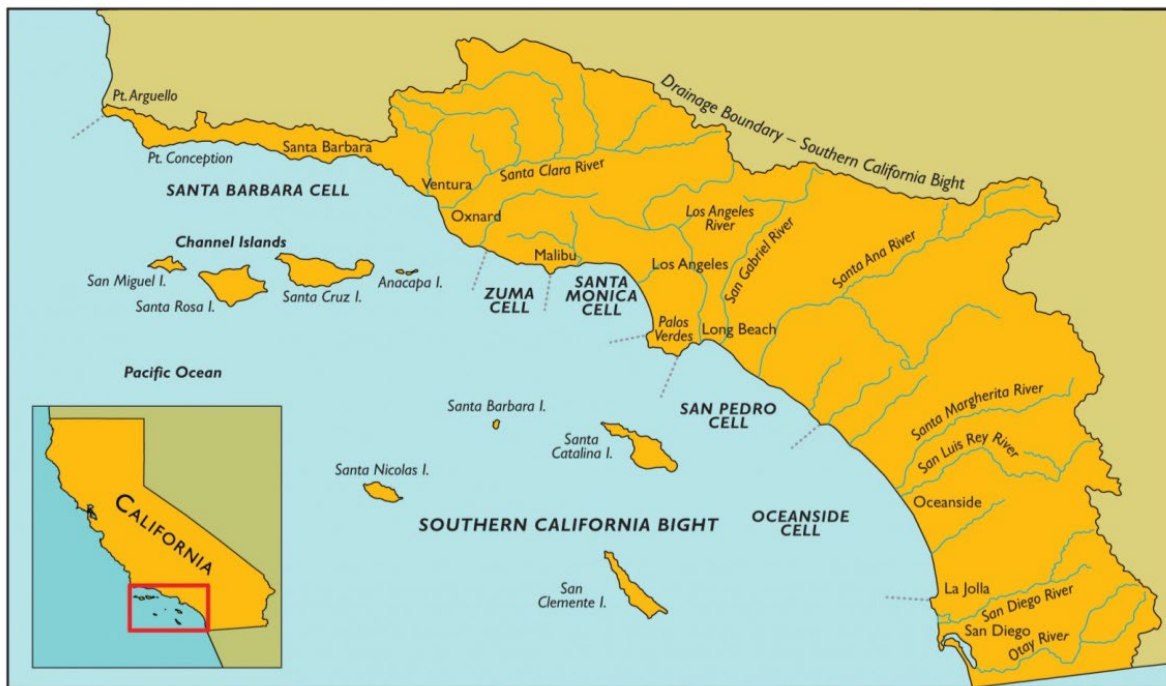 Pt. Arguello
Pt. Conception
Santa Barbara
SANTA BARBARA CELL
Drainage Boundary – Southern California Bight
Santa Clara River
Ventura
Oxnard
Malibu
Los Angeles
River
San Gabriel River
Los Angeles
Santa Ana River
Channel Islands
San Miguel I.
Santa Rosa I.
Santa Cruz I.
Anacapa I.
ZUMA
CELL
SANTA
MONICA
CELL
Palos
Verdes
Long Beach
Pacific Ocean
Santa Barbara I.
Santa
Catalina I.
SAN PEDRO
CELL
Santa Margherita River
San Luis Rey
River
Santa Nicolas I.
Oceanside
SOUTHERN CALIFORNIA BIGHT
OCEANSIDE
CELL
San
Clemente I.
La Jolla
San Diego River
San Diego
Otay River
CALIFORNIA